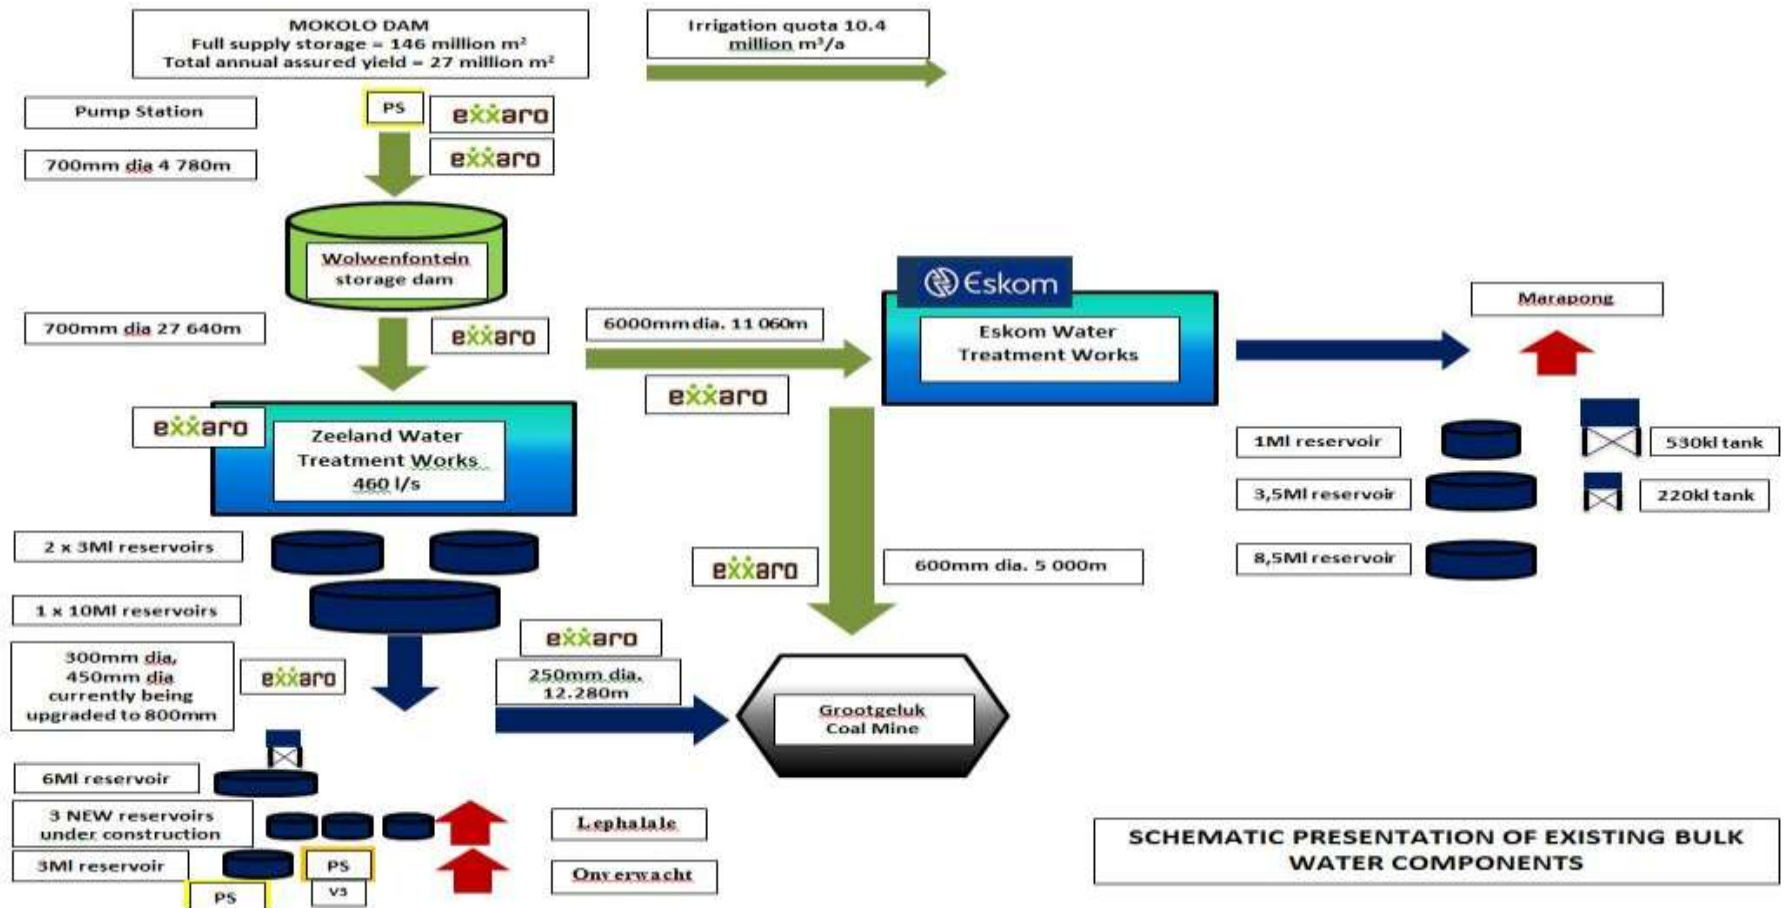 MOKOLO DAM
Full supply storage = 146 million m²
Total annual assured yield = 27 million m²
Irrigation quota 10.4
million m³/a
Pump Station
PS
exxaro
700mm dia 4 780m
exxaro
Wolwenfontein
storage dam
700mm dia 27 640m
exxaro
6000mm dia. 11 060m
exxaro
Eskom
Eskom Water
Treatment Works
Marapong
exxaro
Zeeland Water
Treatment Works
460 l/s
1Ml reservoir
530kl tank
3,5Ml reservoir
220kl tank
8,5Ml reservoir
2 x 3Ml reservoirs
exxaro
600mm dia. 5 000m
1 x 10Ml reservoirs
300mm dia,
450mm dia
currently being
upgraded to 800mm
exxaro
exxaro
250mm dia.
12.280m
Grootgeluk
Coal Mine
6Ml reservoir
3 NEW reservoirs
under construction
Lephalale
3Ml reservoir
PS
V3
PS
Onverwacht
SCHEMATIC PRESENTATION OF EXISTING BULK
WATER COMPONENTS